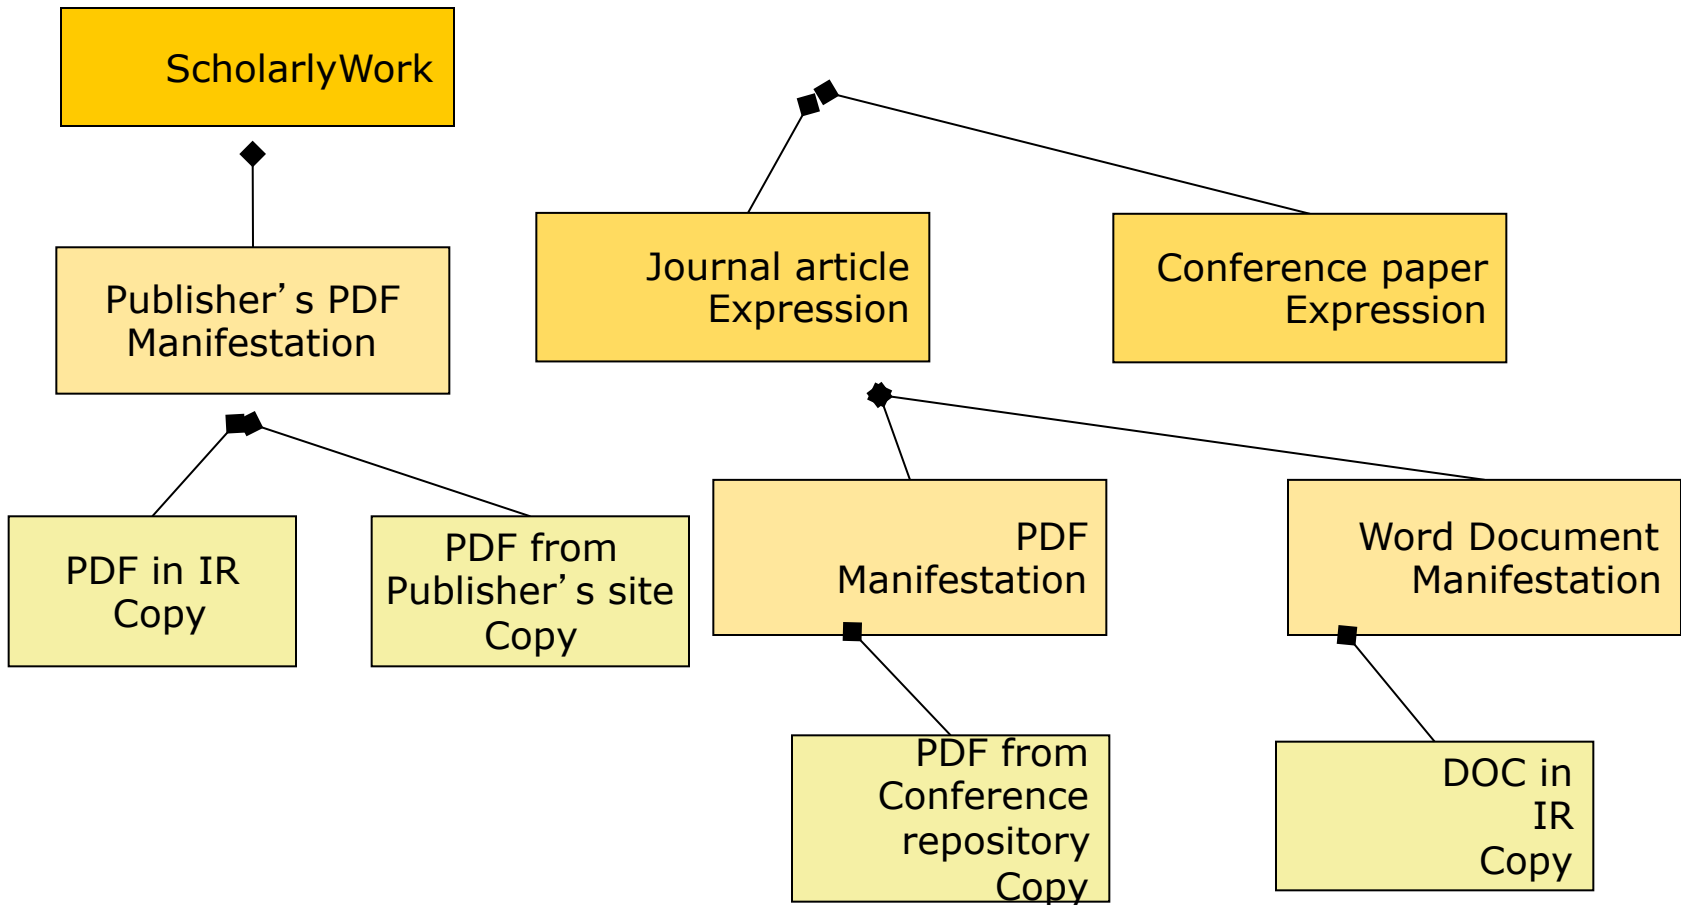 ScholarlyWork
Journal article
Expression
Conference paper
Expression
Publisher’s PDF
Manifestation
PDF in IR
Copy
PDF from
Publisher’s site
Copy
PDF
Manifestation
Word Document
Manifestation
PDF from
Conference
repository
Copy
DOC in
IR
Copy